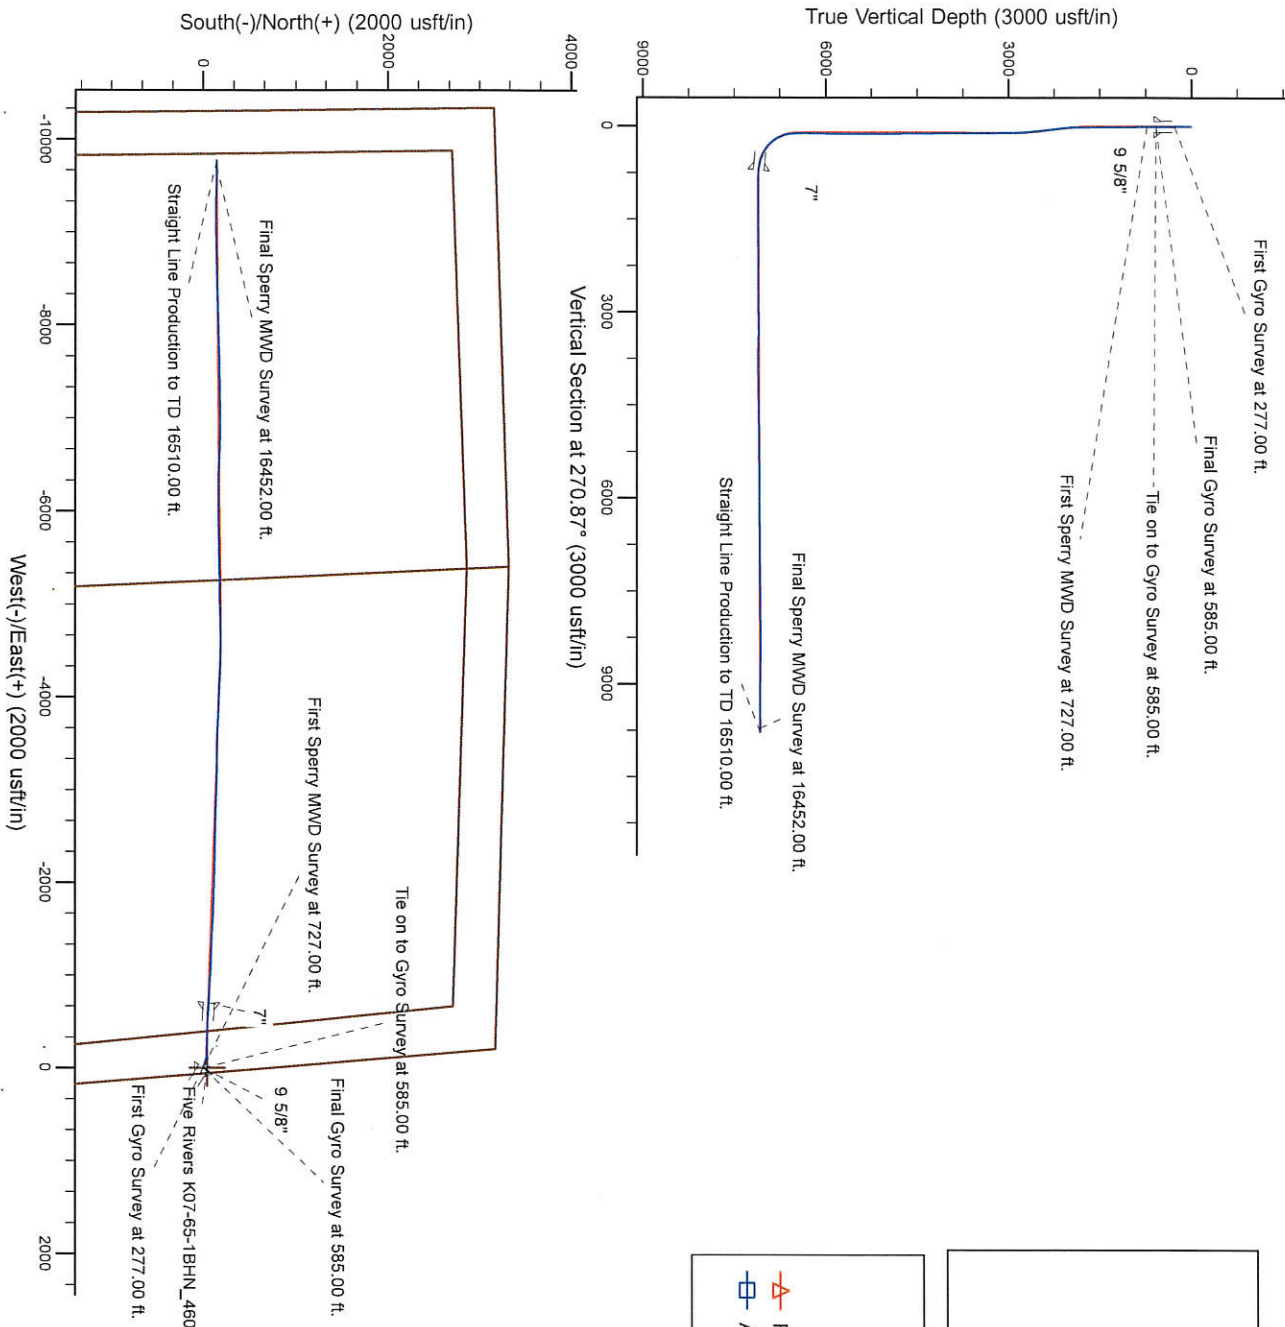 True Vertical Depth (3000 usft/in)
0
3000
6000
9000
0
3000
6000
9000
Vertical Section at 270.87° (3000 usft/in)
9 5/8"
7"
First Gyro Survey at 277.00 ft.
Final Gyro Survey at 585.00 ft.
Tie on to Gyro Survey at 585.00 ft.
First Sperry MWD Survey at 727.00 ft.
Final Sperry MWD Survey at 16452.00 ft.
Straight Line Production to TD 16510.00 ft.
South(-)/North(+) (2000 usft/in)
4000
2000
0
-10000
-8000
-6000
-4000
-2000
0
2000
West(-)/East(+) (2000 usft/in)
Final Sperry MWD Survey at 16452.00 ft.
Straight Line Production to TD 16510.00 ft.
Tie on to Gyro Survey at 585.00 ft.
First Sperry MWD Survey at 727.00 ft.
7"
Final Gyro Survey at 585.00 ft.
9 5/8"
Five Rivers K07-65-1BHN_460
First Gyro Survey at 277.00 ft.